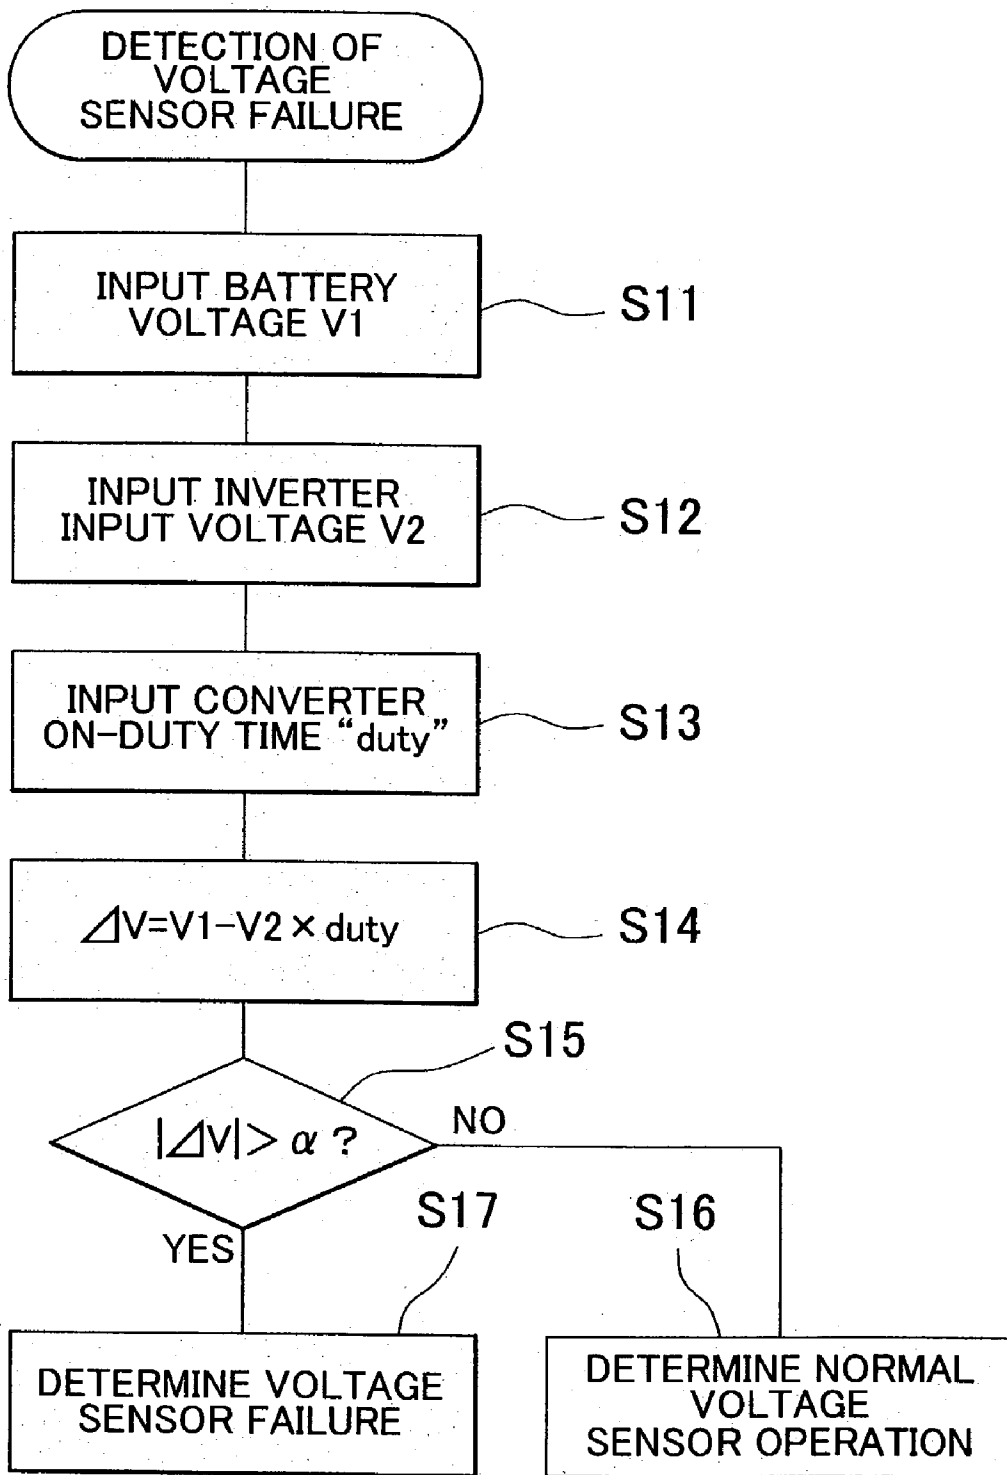 DETECTION OF
VOLTAGE
SENSOR FAILURE
INPUT BATTERY
VOLTAGE V1
S11
INPUT INVERTER
INPUT VOLTAGE V2
S12
INPUT CONVERTER
ON-DUTY TIME “duty”
S13
⊿V=V1-V2×duty
S14
S15
|⊿V|> α ?
NO
YES
S17
S16
DETERMINE VOLTAGE
SENSOR FAILURE
DETERMINE NORMAL
VOLTAGE
SENSOR OPERATION